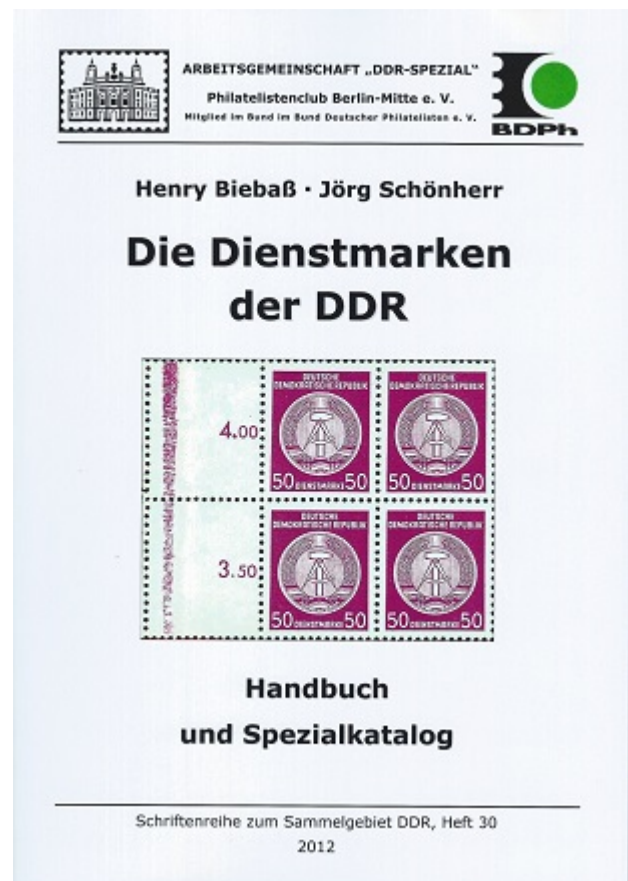 ARBEITSGEMEINSCHAFT „DDR-SPEZIAL“
Philatelistenclub Berlin-Mitte e. V.
Mitglied im Bund im Bund Deutscher Philatelisten e. V.
BDPh
Henry Biebaß · Jörg Schönherr
Die Dienstmarken
der DDR
DEUTSCHE
DEMOKRATISCHE REPUBLIK
50 DIENSTMARKE 50
DEUTSCHE
DEMOKRATISCHE REPUBLIK
50 DIENSTMARKE 50
4.00
DEUTSCHE
DEMOKRATISCHE REPUBLIK
50 DIENSTMARKE 50
DEUTSCHE
DEMOKRATISCHE REPUBLIK
50 DIENSTMARKE 50
3.50
Handbuch
und Spezialkatalog
Schriftenreihe zum Sammelgebiet DDR, Heft 30
2012